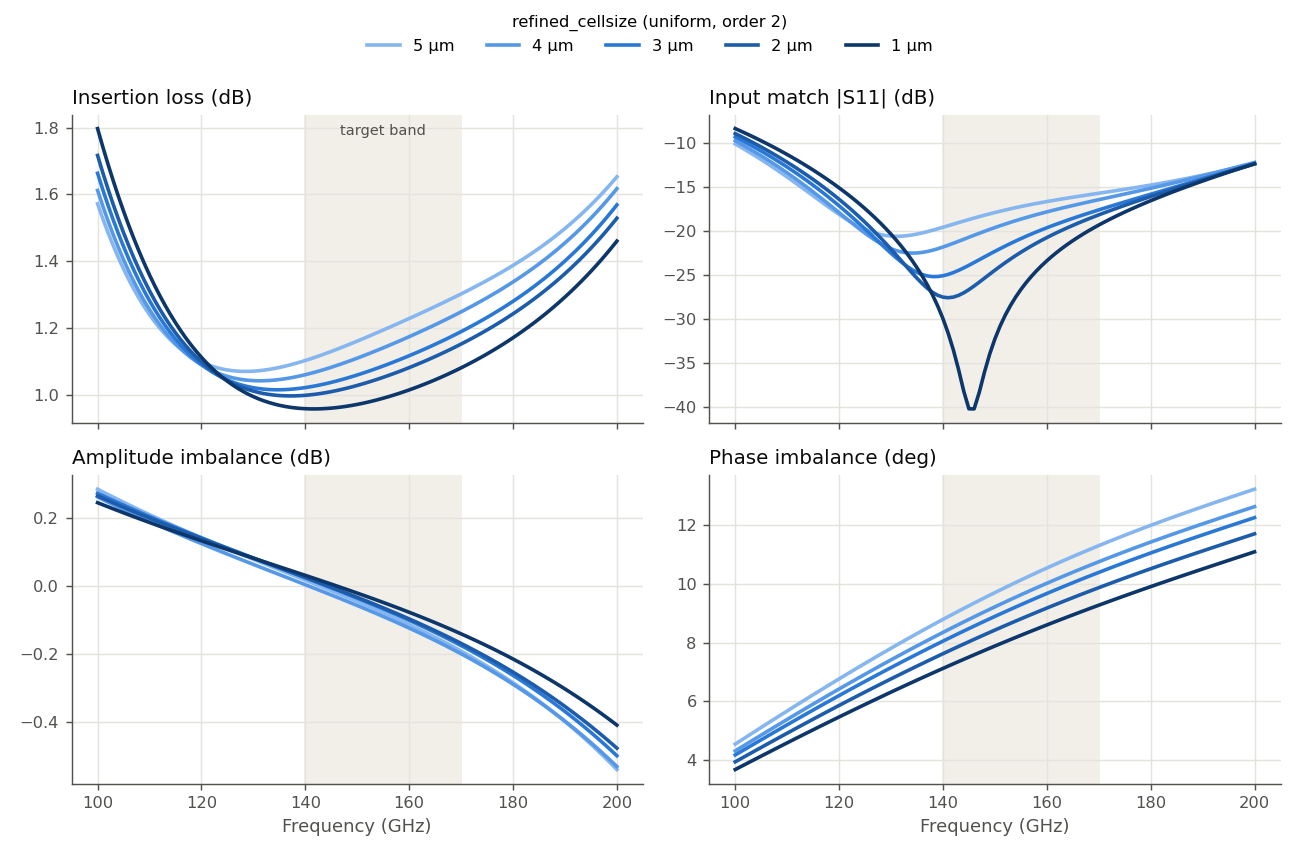 refined_cellsize (uniform, order 2)
5 µm 4 µm 3 µm 2 µm 1 µm
Insertion loss (dB)
target band
1.8
1.6
1.4
1.2
1.0
Input match |S11| (dB)
−10
−15
−20
−25
−30
−35
−40
Amplitude imbalance (dB)
0.2
0.0
−0.2
−0.4
100 120 140 160 180 200
Frequency (GHz)
Phase imbalance (deg)
12
10
8
6
4
100 120 140 160 180 200
Frequency (GHz)